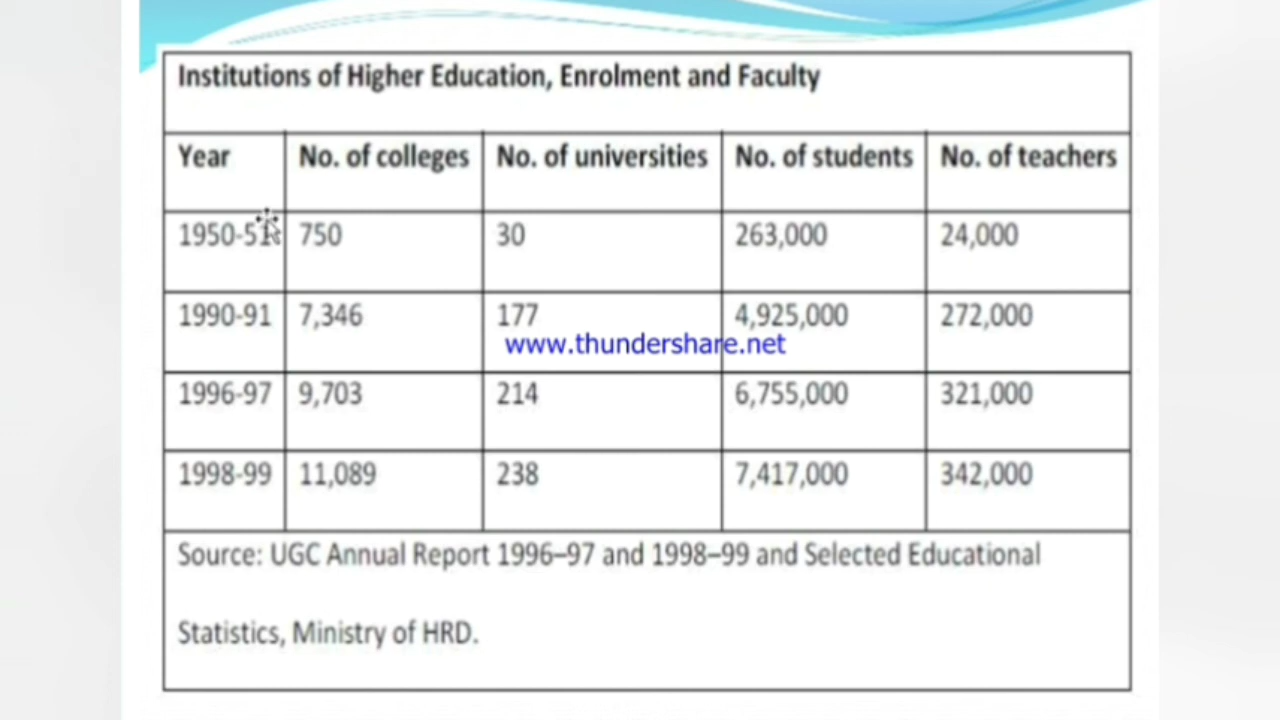 Institutions of Higher Education, Enrolment and Faculty
Year No. of colleges No. of universities No. of students No. of teachers
1950-51 750 30 263,000 24,000
1990-91 7,346 177 4,925,000 272,000
www.thundershare.net
1996-97 9,703 214 6,755,000 321,000
1998-99 11,089 238 7,417,000 342,000
Source: UGC Annual Report 1996–97 and 1998–99 and Selected Educational
Statistics, Ministry of HRD.